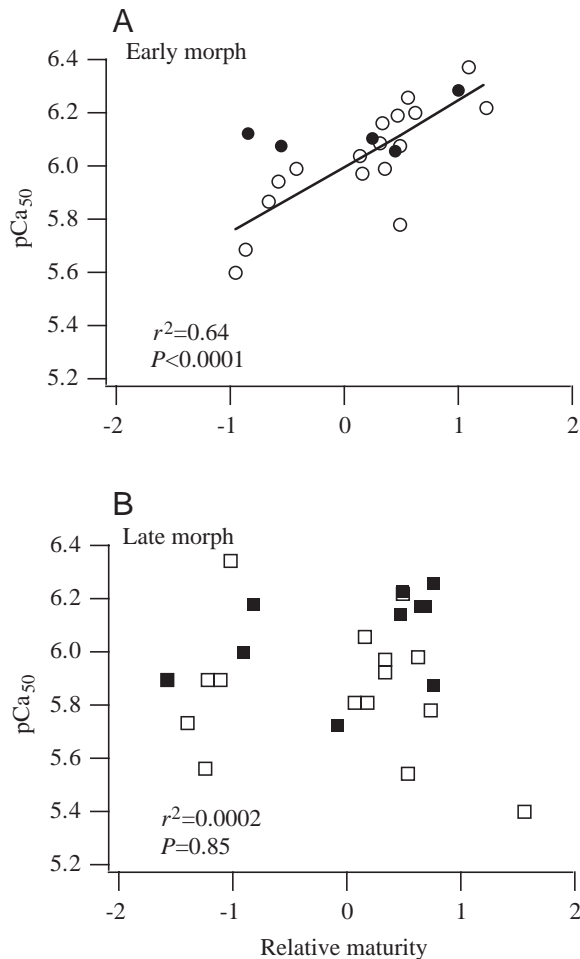 A
Early morph
6.4
6.2
6.0
5.8
5.6
5.4
5.2
pCa50
r2=0.64
P<0.0001
-2 -1 0 1 2
B
Late morph
6.4
6.2
6.0
5.8
5.6
5.4
5.2
pCa50
r2=0.0002
P=0.85
-2 -1 0 1 2
Relative maturity